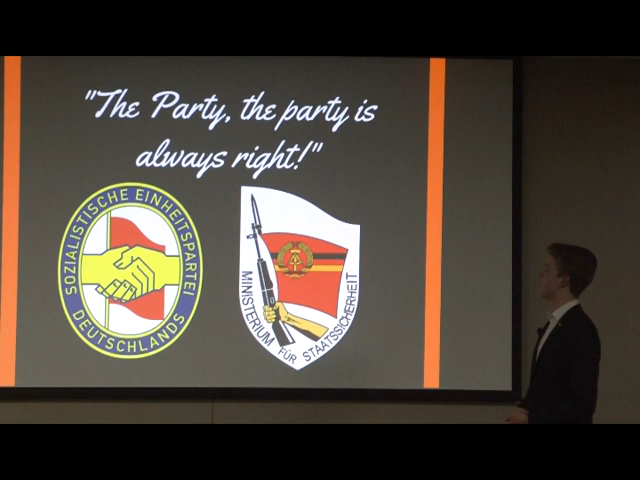 "The Party, the party is
always right!"
SOZIALISTISCHE EINHEITSPARTEI
DEUTSCHLANDS
MINISTERIUM FÜR STAATSSICHERHEIT